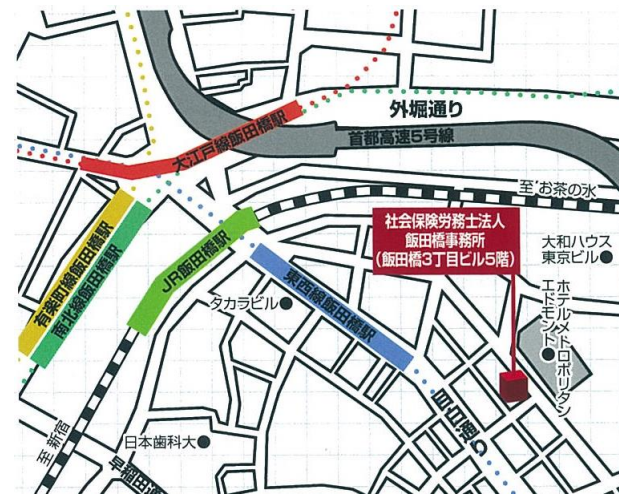 外堀通り
大江戸線飯田橋駅
首都高速5号線
至 お茶の水
社会保険労務士法人
飯田橋事務所
(飯田橋3丁目ビル5階)
大和ハウス
東京ビル
有楽町線飯田橋駅
南北線飯田橋駅
JR飯田橋駅
東西線飯田橋駅
タカラビル
ホテルメトロポリタン
エドモント
目白通り
日本歯科大
至 新宿
早稲田通